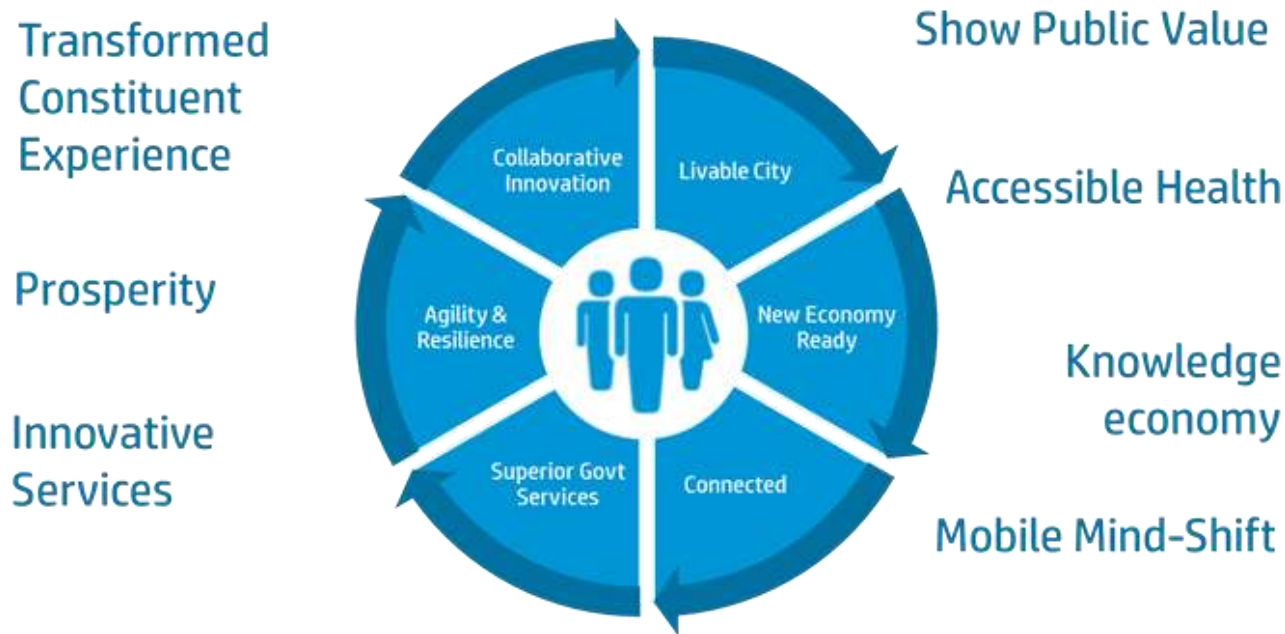 Transformed
Constituent
Experience
Prosperity
Innovative
Services
Collaborative
Innovation
Livable City
Agility &
Resilience
New Economy
Ready
Superior Govt
Services
Connected
Show Public Value
Accessible Health
Knowledge
economy
Mobile Mind-Shift